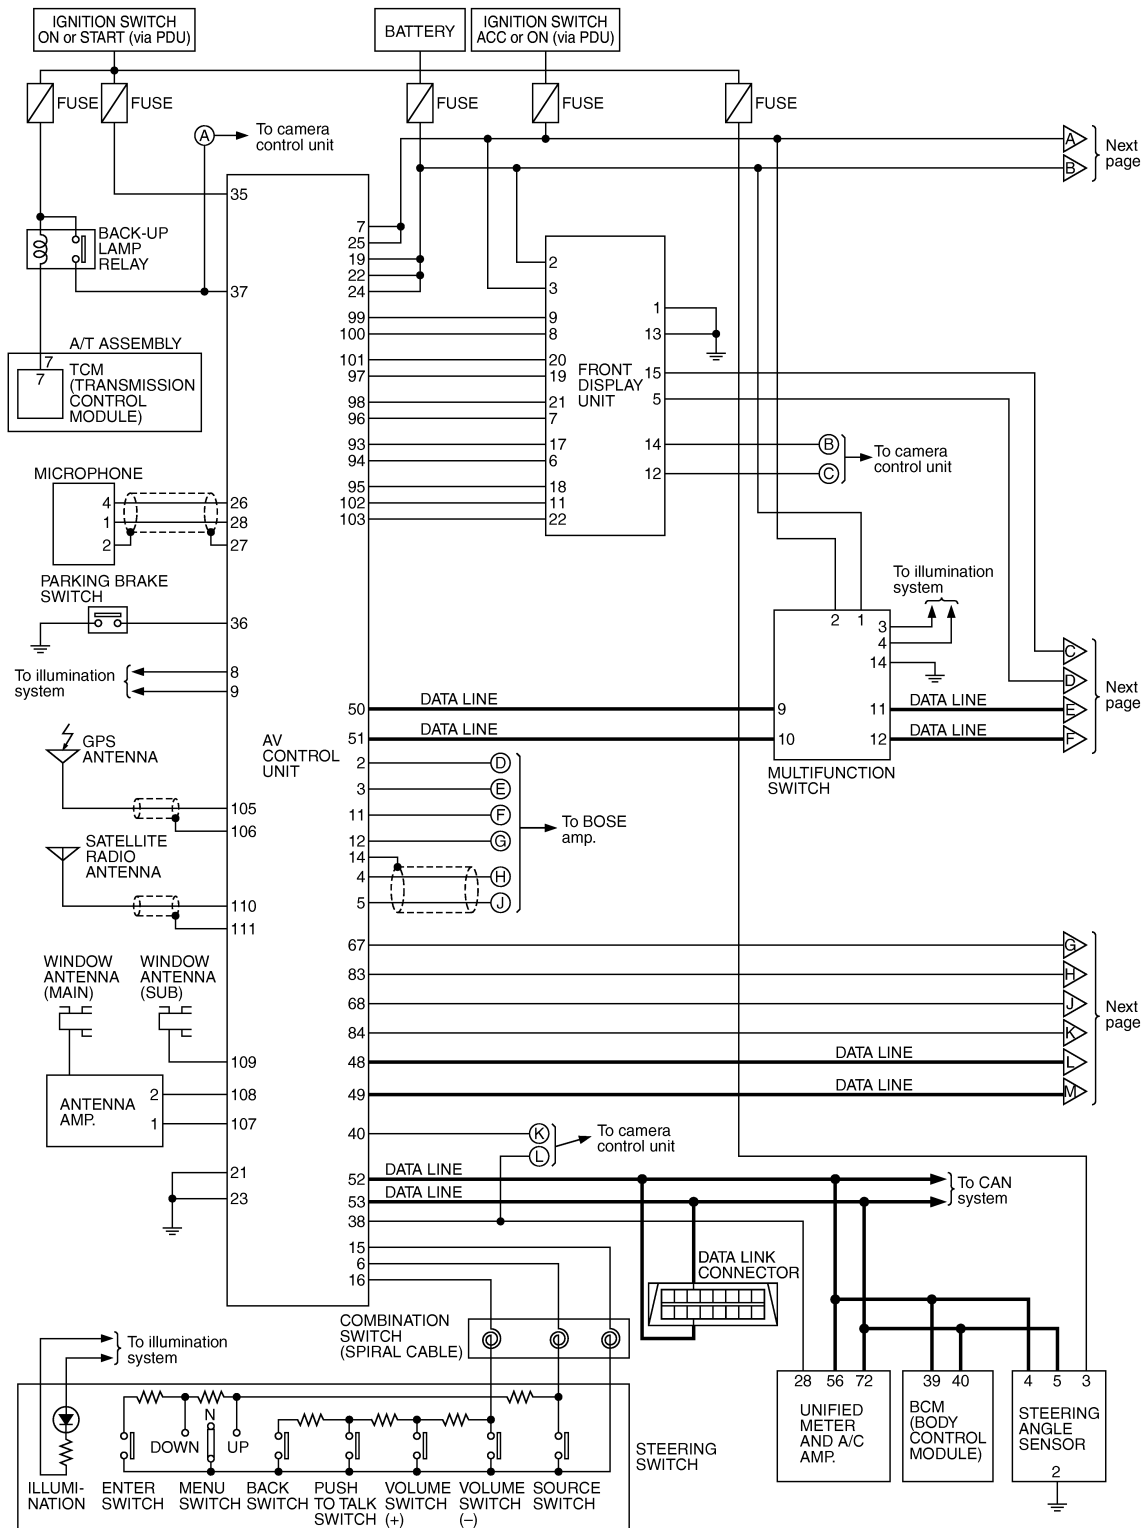 IGNITION SWITCH
ON or START (via PDU)
BATTERY
IGNITION SWITCH
ACC or ON (via PDU)
FUSE
FUSE
FUSE
FUSE
FUSE
A
To camera
control unit
A
B
Next
page
35
37
BACK-UP
LAMP
RELAY
A/T ASSEMBLY
7
7
TCM
(TRANSMISSION
CONTROL
MODULE)
MICROPHONE
4
1
2
26
28
27
PARKING BRAKE
SWITCH
36
To illumination
system
8
9
GPS
ANTENNA
105
106
SATELLITE
RADIO
ANTENNA
110
111
WINDOW
ANTENNA
(MAIN)
WINDOW
ANTENNA
(SUB)
109
ANTENNA
AMP.
2
1
108
107
21
23
AV
CONTROL
UNIT
7
25
19
22
24
99
100
101
97
98
96
93
94
95
102
103
2
3
9
8
20
19
21
7
17
6
18
11
22
FRONT
DISPLAY
UNIT
1
13
15
5
14
12
B
C
To camera
control unit
To illumination
system
2
1
3
4
14
9
10
11
12
MULTIFUNCTION
SWITCH
50
DATA LINE
51
DATA LINE
DATA LINE
DATA LINE
C
D
E
F
Next
page
2
3
11
12
14
4
5
D
E
F
G
H
J
To BOSE
amp.
67
83
68
84
48
49
DATA LINE
DATA LINE
G
H
J
K
L
M
Next
page
40
K
L
To camera
control unit
52
DATA LINE
53
DATA LINE
To CAN
system
38
15
6
16
DATA LINK
CONNECTOR
COMBINATION
SWITCH
(SPIRAL CABLE)
28
56
72
UNIFIED
METER
AND A/C
AMP.
39
40
BCM
(BODY
CONTROL
MODULE)
4
5
3
STEERING
ANGLE
SENSOR
2
To illumination
system
N
DOWN
UP
STEERING
SWITCH
ILLUMI-
NATION
ENTER
SWITCH
MENU
SWITCH
BACK
SWITCH
PUSH
TO TALK
SWITCH
VOLUME
SWITCH
(+)
VOLUME
SWITCH
(–)
SOURCE
SWITCH